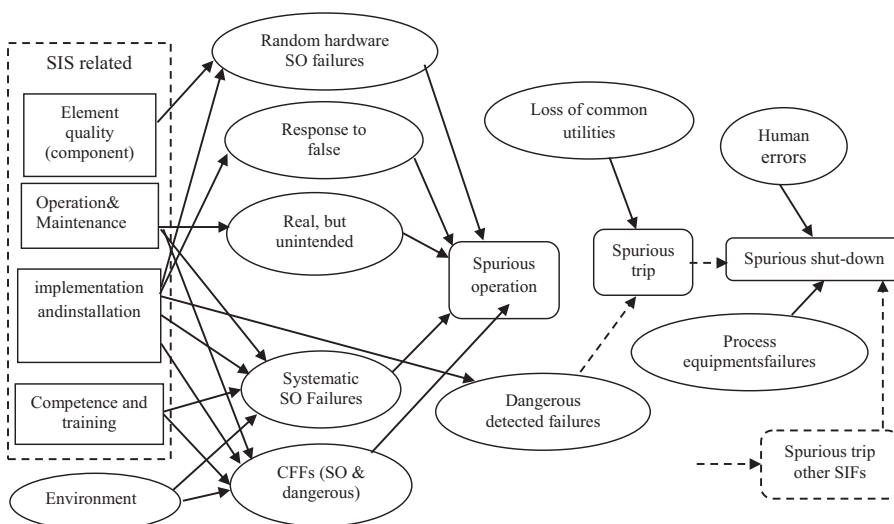 SIS related
Element
quality
(component)
Operation&
Maintenance
implementation
andinstallation
Competence and
training
Environment
Random hardware
SO failures
Response to
false
Real, but
unintended
Systematic
SO Failures
CFFs (SO &
dangerous)
Spurious
operation
Loss of common
utilities
Dangerous
detected failures
Spurious
trip
Human
errors
Spurious shut-down
Process
equipmentsfailures
Spurious trip
other SIFs